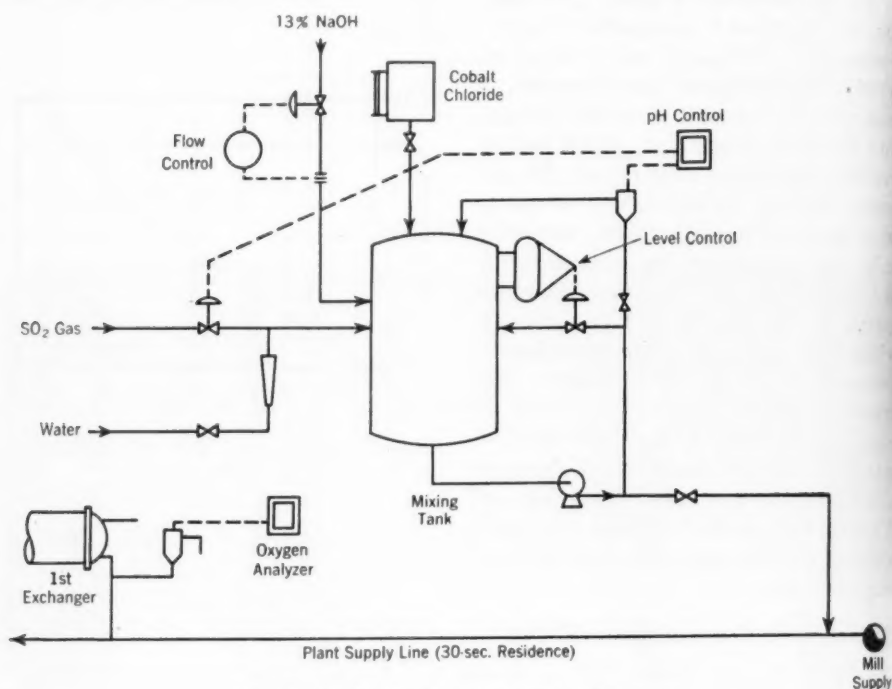 13% NaOH
Cobalt
Chloride
pH Control
Flow
Control
Level Control
SO₂ Gas
Water
Mixing
Tank
Oxygen
Analyzer
1st
Exchanger
Plant Supply Line (30-sec. Residence)
Mill
Supply